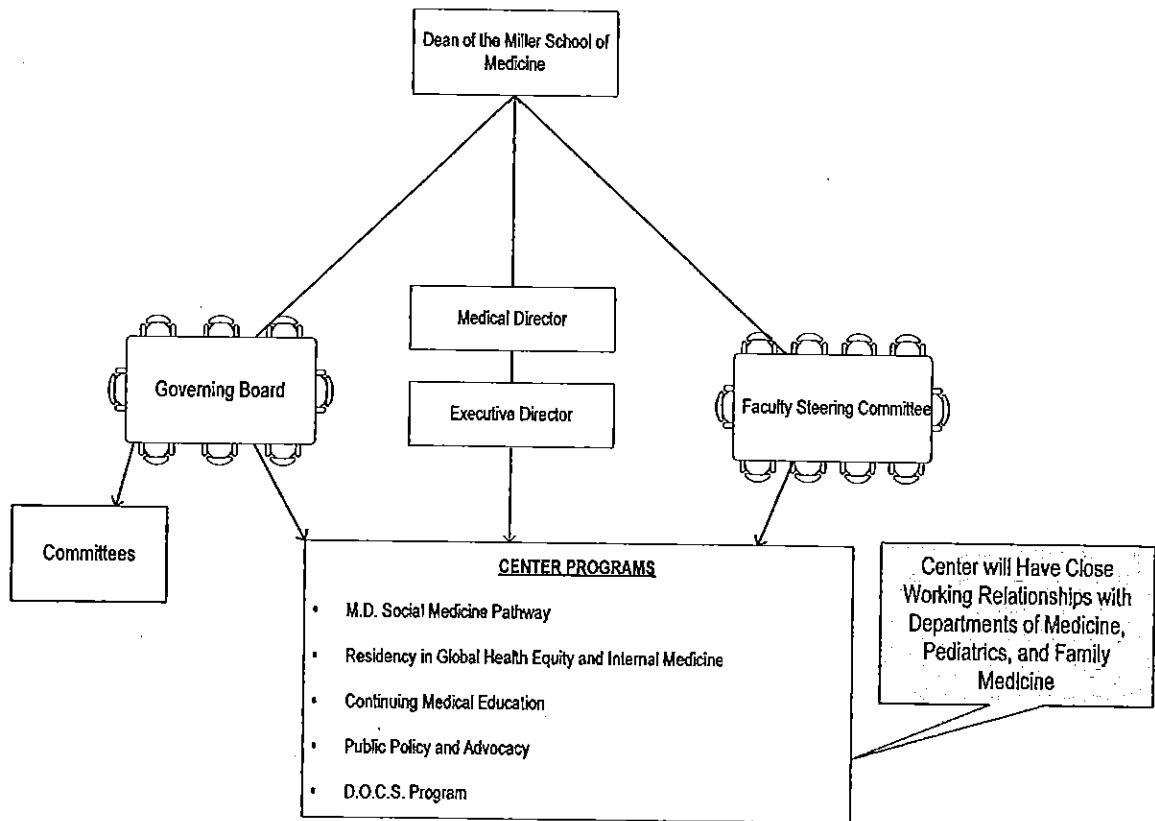 Dean of the Miller School of
Medicine
Medical Director
Governing Board
Executive Director
Faculty Steering Committee
Committees
CENTER PROGRAMS
• M.D. Social Medicine Pathway
• Residency in Global Health Equity and Internal Medicine
• Continuing Medical Education
• Public Policy and Advocacy
• D.O.C.S. Program
Center will Have Close
Working Relationships with
Departments of Medicine,
Pediatrics, and Family
Medicine